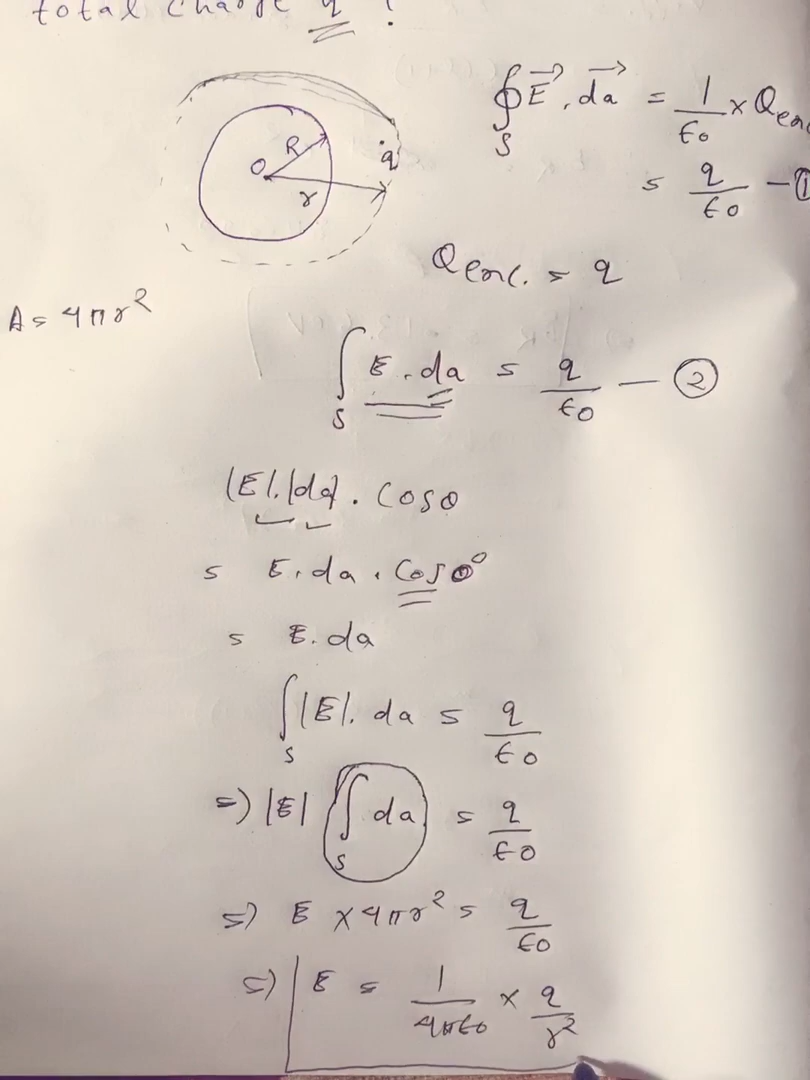 total charge q ?
∮S E⃗ . da⃗ = 1/ϵ0 x Qenc
= q/ϵ0 — ①
R
O
r
q
Qenc. = q
A = 4πr²
∫S E . da = q/ϵ0 — ②
|E|.|da| . cosθ
= E . da . cos0°
= E . da
∫S |E| . da = q/ϵ0
=) |E| ∫S da = q/ϵ0
=) E x 4πr² = q/ϵ0
=) E = 1/4πϵ0 x q/r²